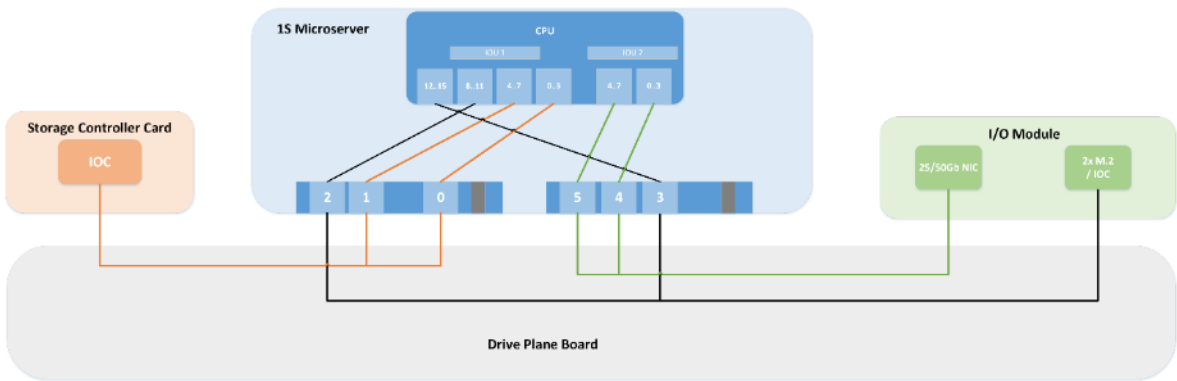 1S Microserver
CPU
IOU 1
IOU 2
12..15
8..11
4..7
0..3
4..7
0..3
Storage Controller Card
IOC
I/O Module
25/50Gb NIC
2x M.2
/ IOC
2
1
0
5
4
3
Drive Plane Board